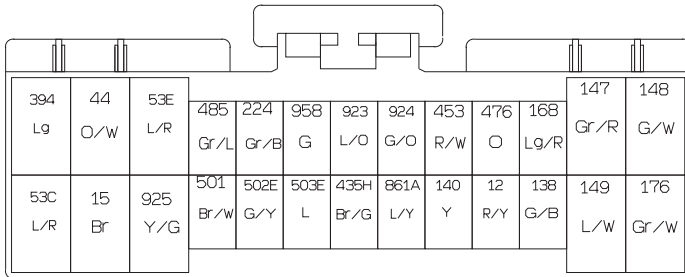 394 44 53E 485 224 958 923 924 453 476 168 147 148
Lg O/W L/R Gr/L Gr/B G L/O G/O R/W O Lg/R Gr/R G/W
53C 15 925 501 502E 503E 435H 861A 140 12 138 149 176
L/R Br Y/G Br/W G/Y L Br/G L/Y Y R/Y G/B L/W Gr/W